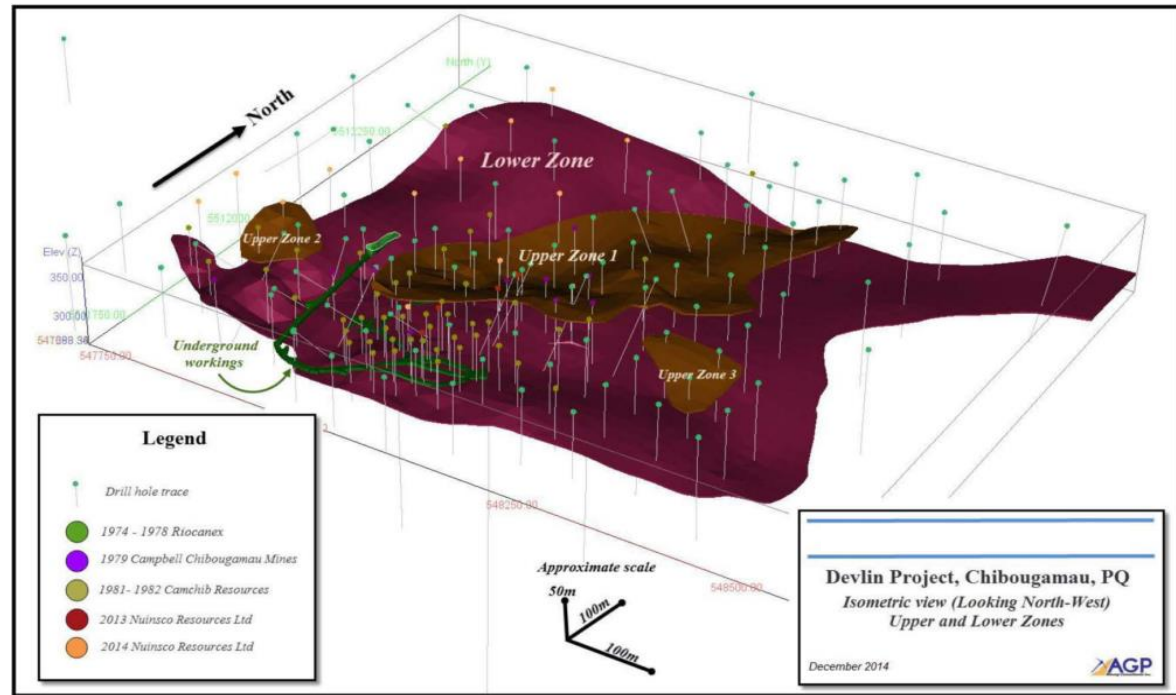 North (Y)
North
5512250.00
Lower Zone
5512000.00
Upper Zone 2
Upper Zone 1
Elev (Z)
350.00
300.00
547750.00
Underground
workings
Upper Zone 3
548250.00
548500.00
Legend
Drill hole trace
1974 - 1978 Riocanex
1979 Campbell Chibougamau Mines
1981- 1982 Camchib Resources
2013 Nuinsco Resources Ltd
2014 Nuinsco Resources Ltd
Approximate scale
50m
100m
100m
Devlin Project, Chibougamau, PQ
Isometric view (Looking North-West)
Upper and Lower Zones
December 2014
AGP